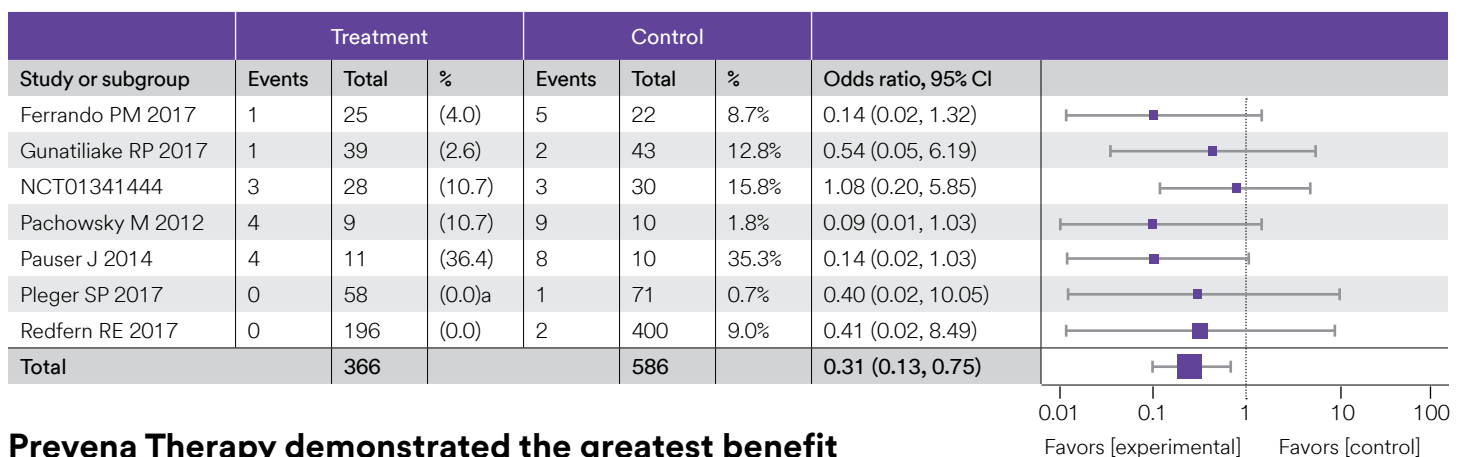 Treatment Control
Study or subgroup Events Total % Events Total % Odds ratio, 95% CI
Ferrando PM 2017 1 25 (4.0) 5 22 8.7% 0.14 (0.02, 1.32)
Gunatiliake RP 2017 1 39 (2.6) 2 43 12.8% 0.54 (0.05, 6.19)
NCT01341444 3 28 (10.7) 3 30 15.8% 1.08 (0.20, 5.85)
Pachowsky M 2012 4 9 (10.7) 9 10 1.8% 0.09 (0.01, 1.03)
Pauser J 2014 4 11 (36.4) 8 10 35.3% 0.14 (0.02, 1.03)
Pleger SP 2017 0 58 (0.0)a 1 71 0.7% 0.40 (0.02, 10.05)
Redfern RE 2017 0 196 (0.0) 2 400 9.0% 0.41 (0.02, 8.49)
Total 366 586 0.31 (0.13, 0.75)
0.01 0.1 1 10 100
Favors [experimental] Favors [control]
Prevena Therapy demonstrated the greatest benefit